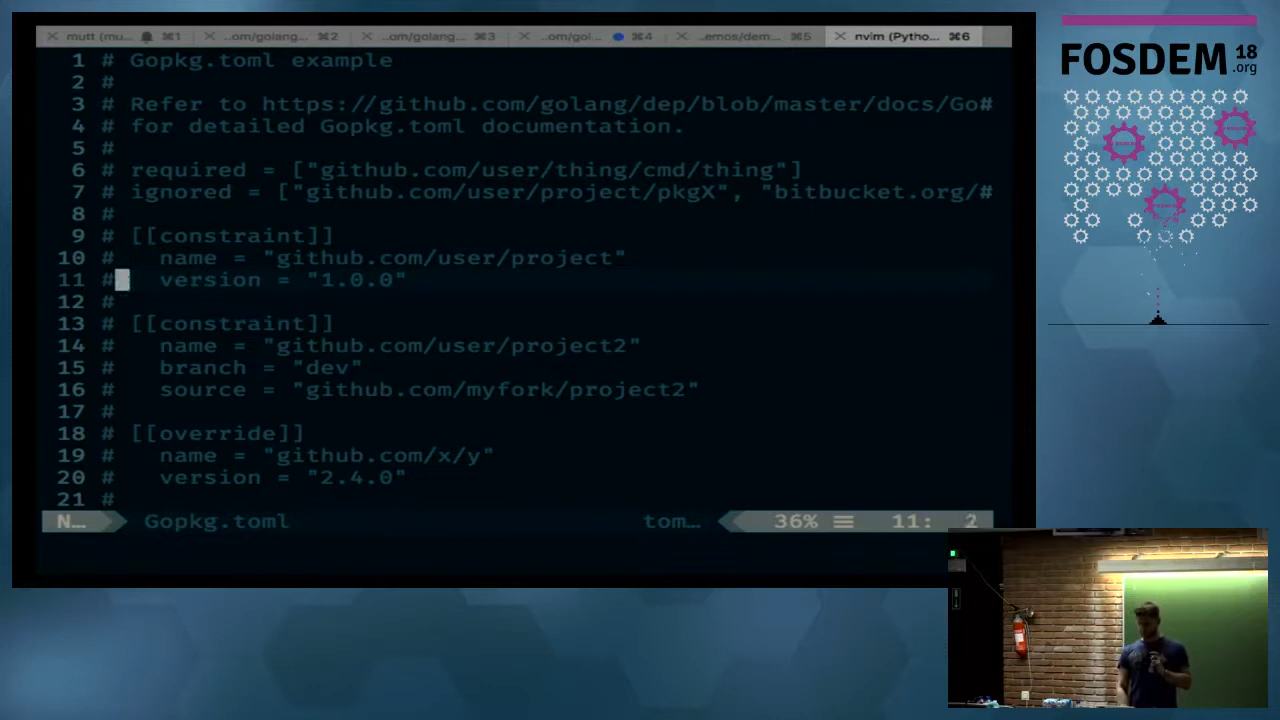 mutt (mu... ⌘1 ..om/golang... ⌘2 ...om/golang... ⌘3 ...om/gol... ⌘4 ..emos/dem... ⌘5 nvim (Pytho... ⌘6
1 # Gopkg.toml example
2 #
3 # Refer to https://github.com/golang/dep/blob/master/docs/Go#
4 # for detailed Gopkg.toml documentation.
5 #
6 # required = ["github.com/user/thing/cmd/thing"]
7 # ignored = ["github.com/user/project/pkgX", "bitbucket.org/#
8 #
9 # [[constraint]]
10 #   name = "github.com/user/project"
11 #   version = "1.0.0"
12 #
13 # [[constraint]]
14 #   name = "github.com/user/project2"
15 #   branch = "dev"
16 #   source = "github.com/myfork/project2"
17 #
18 # [[override]]
19 #   name = "github.com/x/y"
20 #   version = "2.4.0"
21 #
N... Gopkg.toml tom... 36% ☰ 11: 2
FOSDEM 18
.org